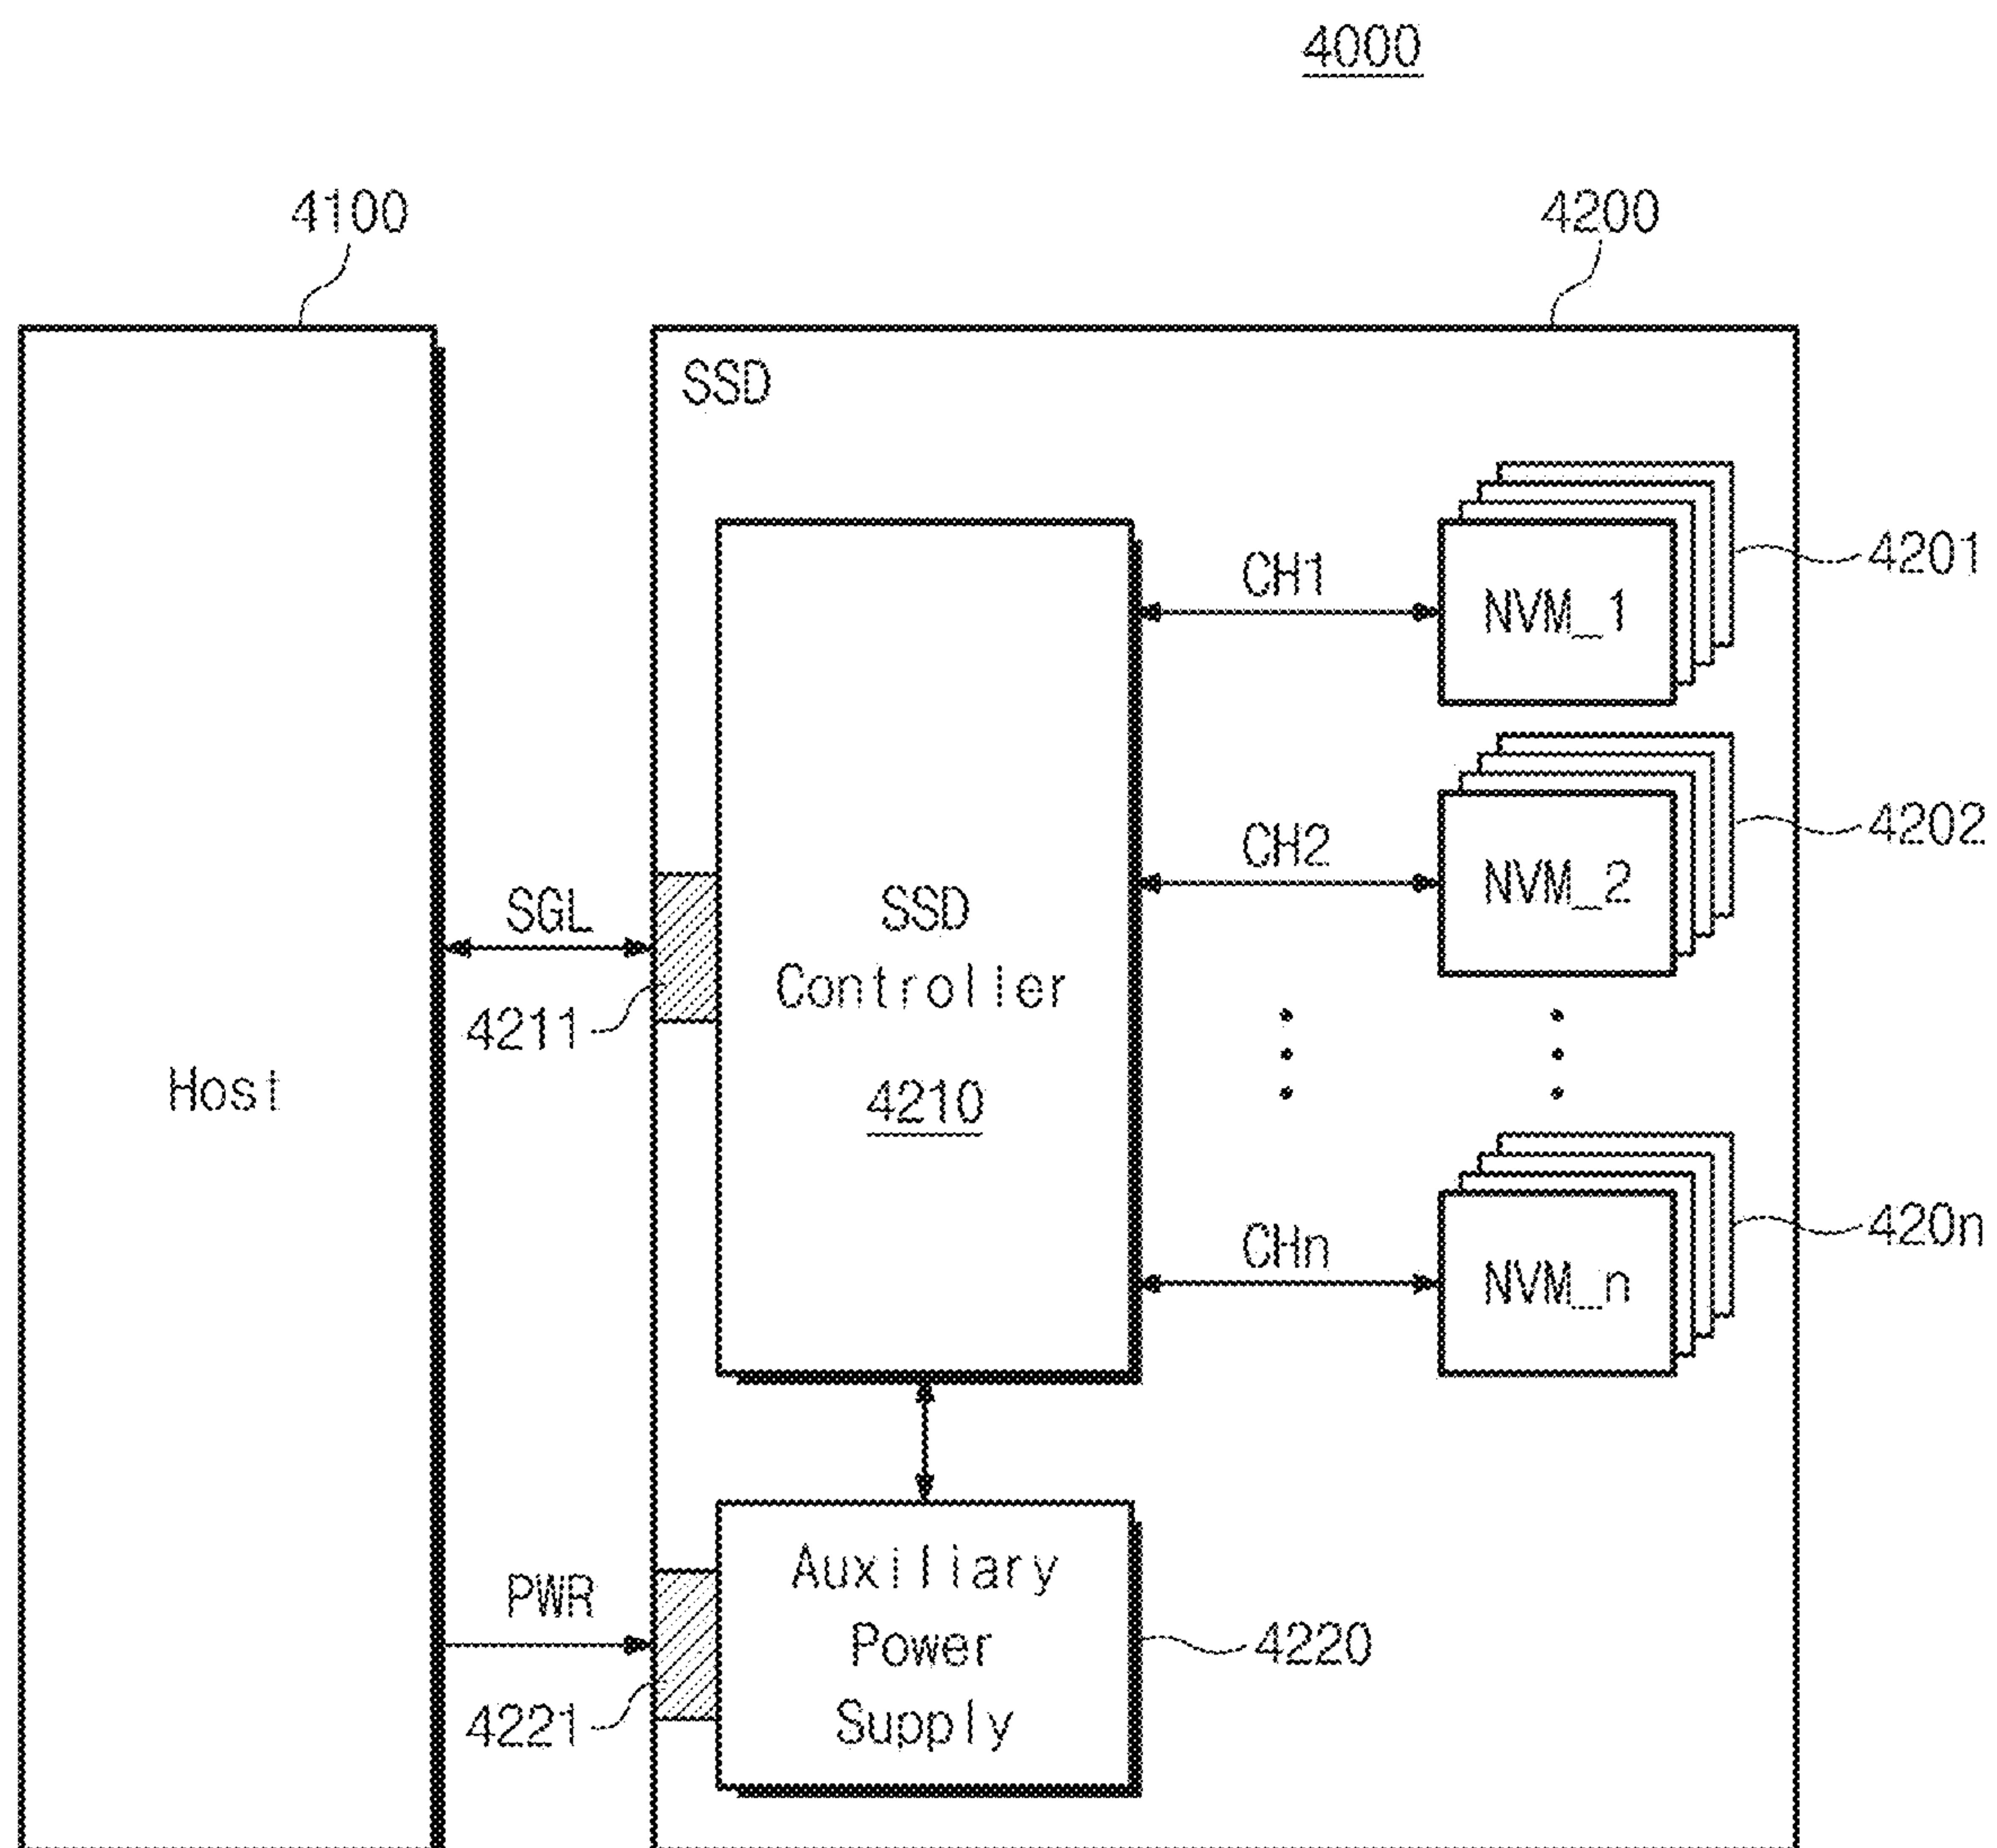 4000
4100
4200
SSD
CH1
NVM_1
4201
CH2
NVM_2
4202
SGL
4211
SSD
Controller
4210
Host
CHn
NVM_n
420n
PWR
4221
Auxiliary
Power
Supply
4220